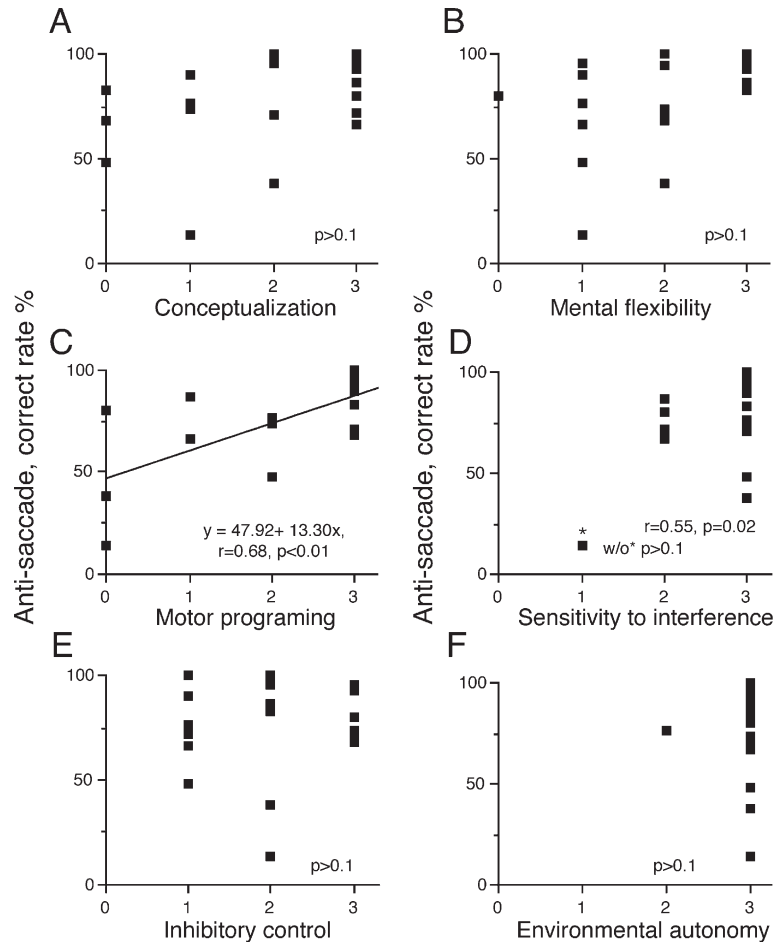 A
100
50
0
0 1 2 3
Conceptualization
p>0.1
B
100
50
0
0 1 2 3
Mental flexibility
p>0.1
Anti-saccade, correct rate %
Anti-saccade, correct rate %
C
100
50
0
0 1 2 3
Motor programing
y = 47.92+ 13.30x,
r=0.68, p<0.01
D
100
50
0
0 1 2 3
Sensitivity to interference
*
r=0.55, p=0.02
w/o* p>0.1
E
100
50
0
0 1 2 3
Inhibitory control
p>0.1
F
100
50
0
0 1 2 3
Environmental autonomy
p>0.1